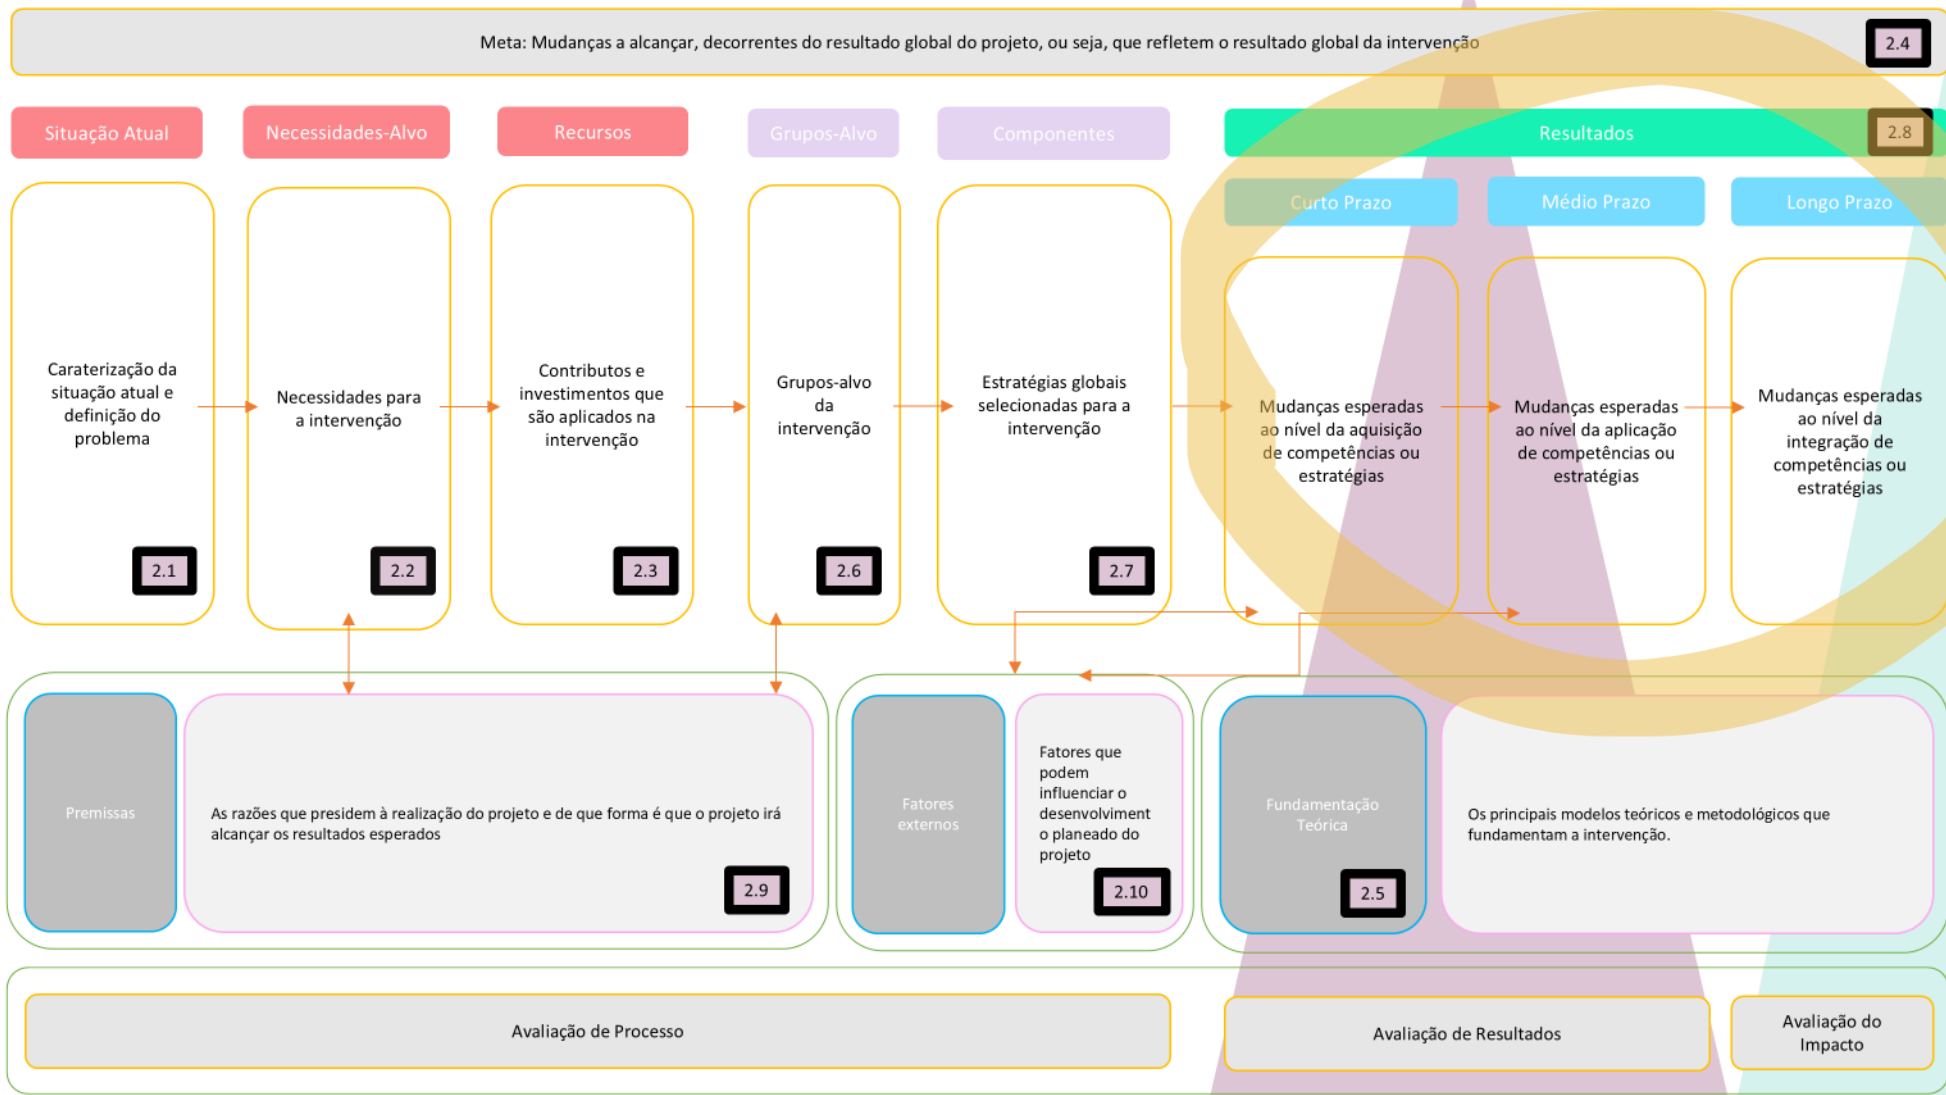 Meta: Mudanças a alcançar, decorrentes do resultado global do projeto, ou seja, que refletem o resultado global da intervenção
2.4
Situação Atual
Necessidades-Alvo
Recursos
Grupos-Alvo
Componentes
Resultados
2.8
Curto Prazo
Médio Prazo
Longo Prazo
Caraterização da
situação atual e
definição do
problema
2.1
Necessidades para
a intervenção
2.2
Contributos e
investimentos que
são aplicados na
intervenção
2.3
Grupos-alvo
da
intervenção
2.6
Estratégias globais
selecionadas para a
intervenção
2.7
Mudanças esperadas
ao nível da aquisição
de competências ou
estratégias
Mudanças esperadas
ao nível da aplicação
de competências ou
estratégias
Mudanças esperadas
ao nível da
integração de
competências ou
estratégias
Premissas
As razões que presidem à realização do projeto e de que forma é que o projeto irá
alcançar os resultados esperados
2.9
Fatores
externos
Fatores que
podem
influenciar o
desenvolviment
o planeado do
projeto
2.10
Fundamentação
Teórica
2.5
Os principais modelos teóricos e metodológicos que
fundamentam a intervenção.
Avaliação de Processo
Avaliação de Resultados
Avaliação do
Impacto